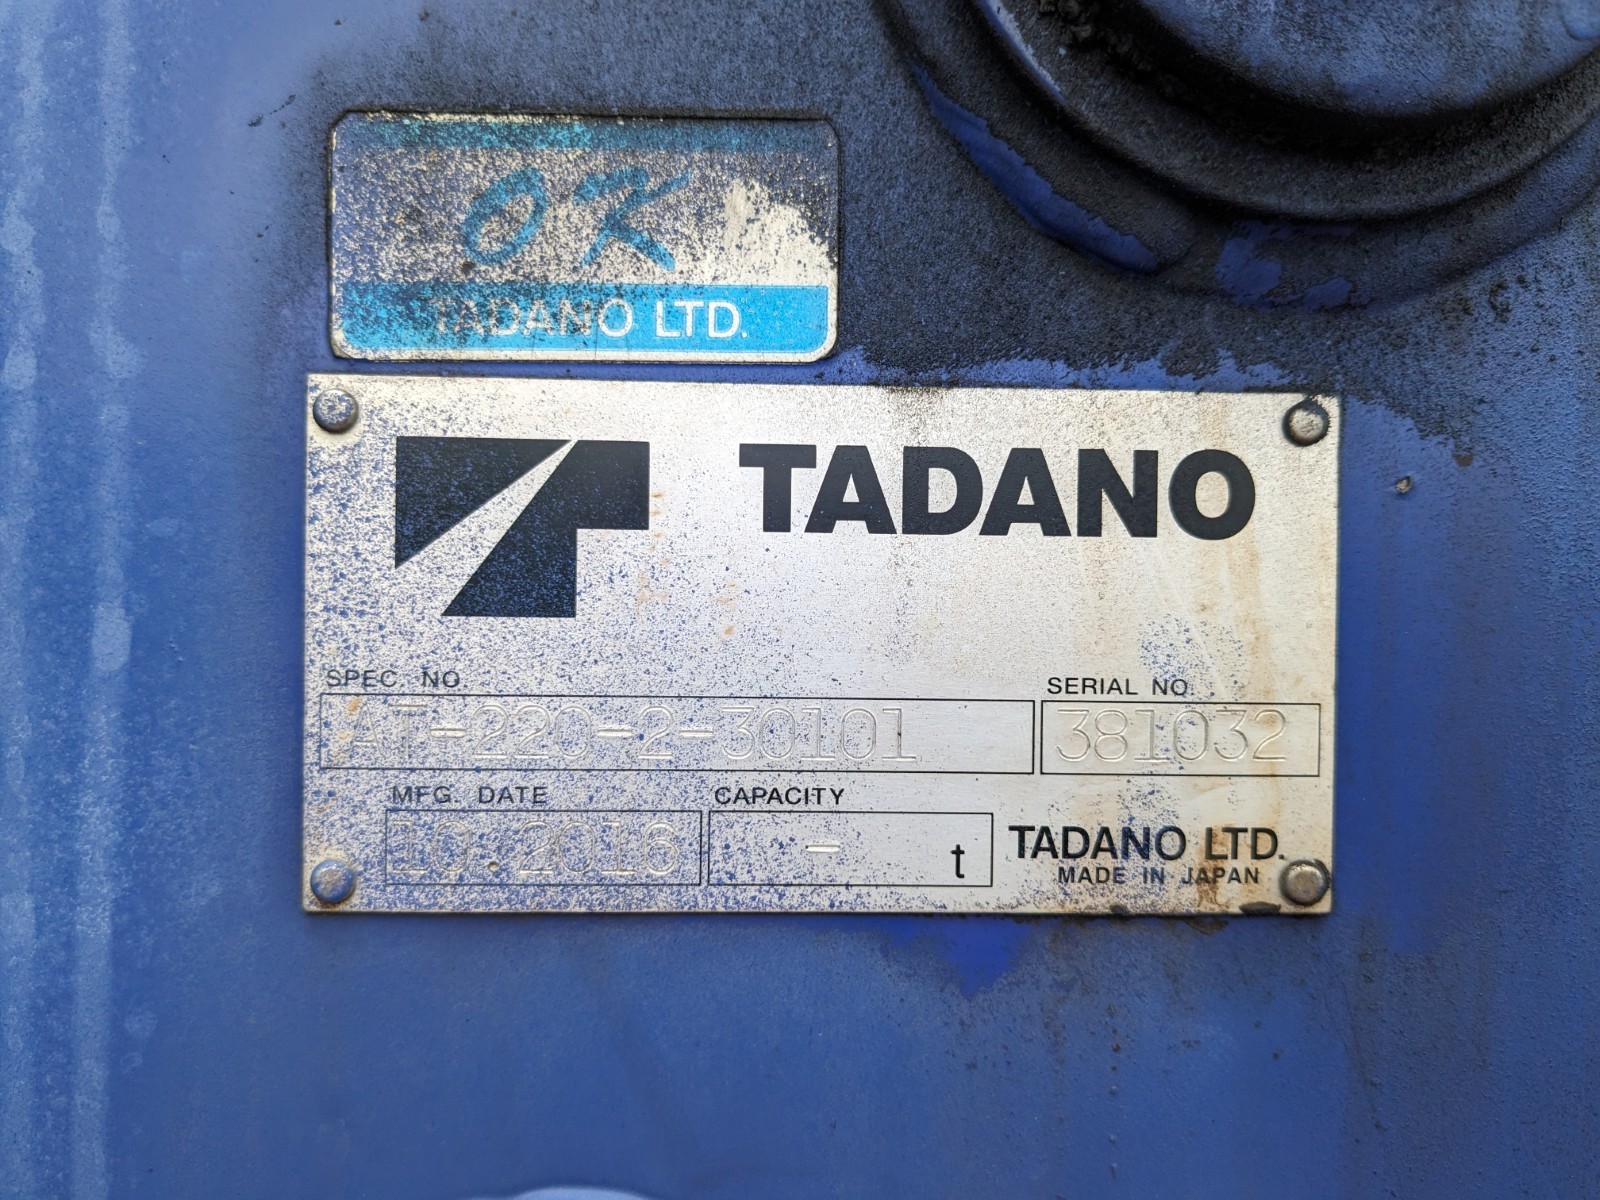 OK
TADANO LTD.
TADANO
SPEC. NO.
SERIAL NO.
AT-220-2-30101
381032
MFG. DATE
CAPACITY
10.2016
- t
TADANO LTD.
MADE IN JAPAN